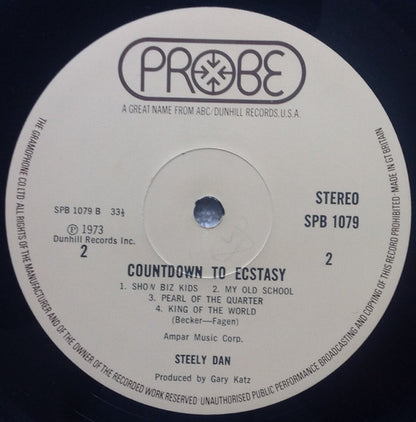 PROBE
A GREAT NAME FROM ABC/DUNHILL RECORDS, U.S.A.
SPB 1079 B 33⅓
STEREO
SPB 1079
Ⓟ 1973
Dunhill Records Inc.
2
2
COUNTDOWN TO ECSTASY
1. SHOW BIZ KIDS 2. MY OLD SCHOOL
3. PEARL OF THE QUARTER
4. KING OF THE WORLD
(Becker—Fagen)
Ampar Music Corp.
STEELY DAN
Produced by Gary Katz
THE GRAMOPHONE CO. LTD. ALL RIGHTS OF THE MANUFACTURER AND OF THE OWNER OF THE RECORDED WORK RESERVED. UNAUTHORISED PUBLIC PERFORMANCE BROADCASTING AND COPYING OF THIS RECORD PROHIBITED · MADE IN GT BRITAIN